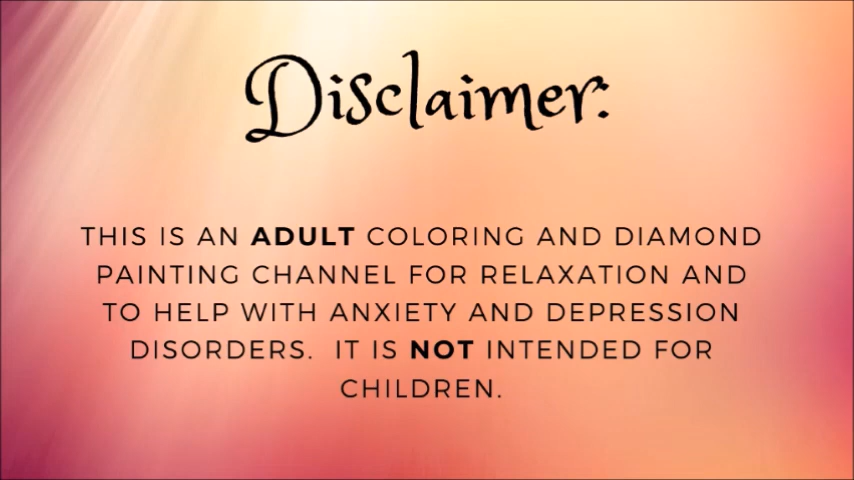 Disclaimer:
THIS IS AN ADULT COLORING AND DIAMOND
PAINTING CHANNEL FOR RELAXATION AND
TO HELP WITH ANXIETY AND DEPRESSION
DISORDERS.  IT IS NOT INTENDED FOR
CHILDREN.